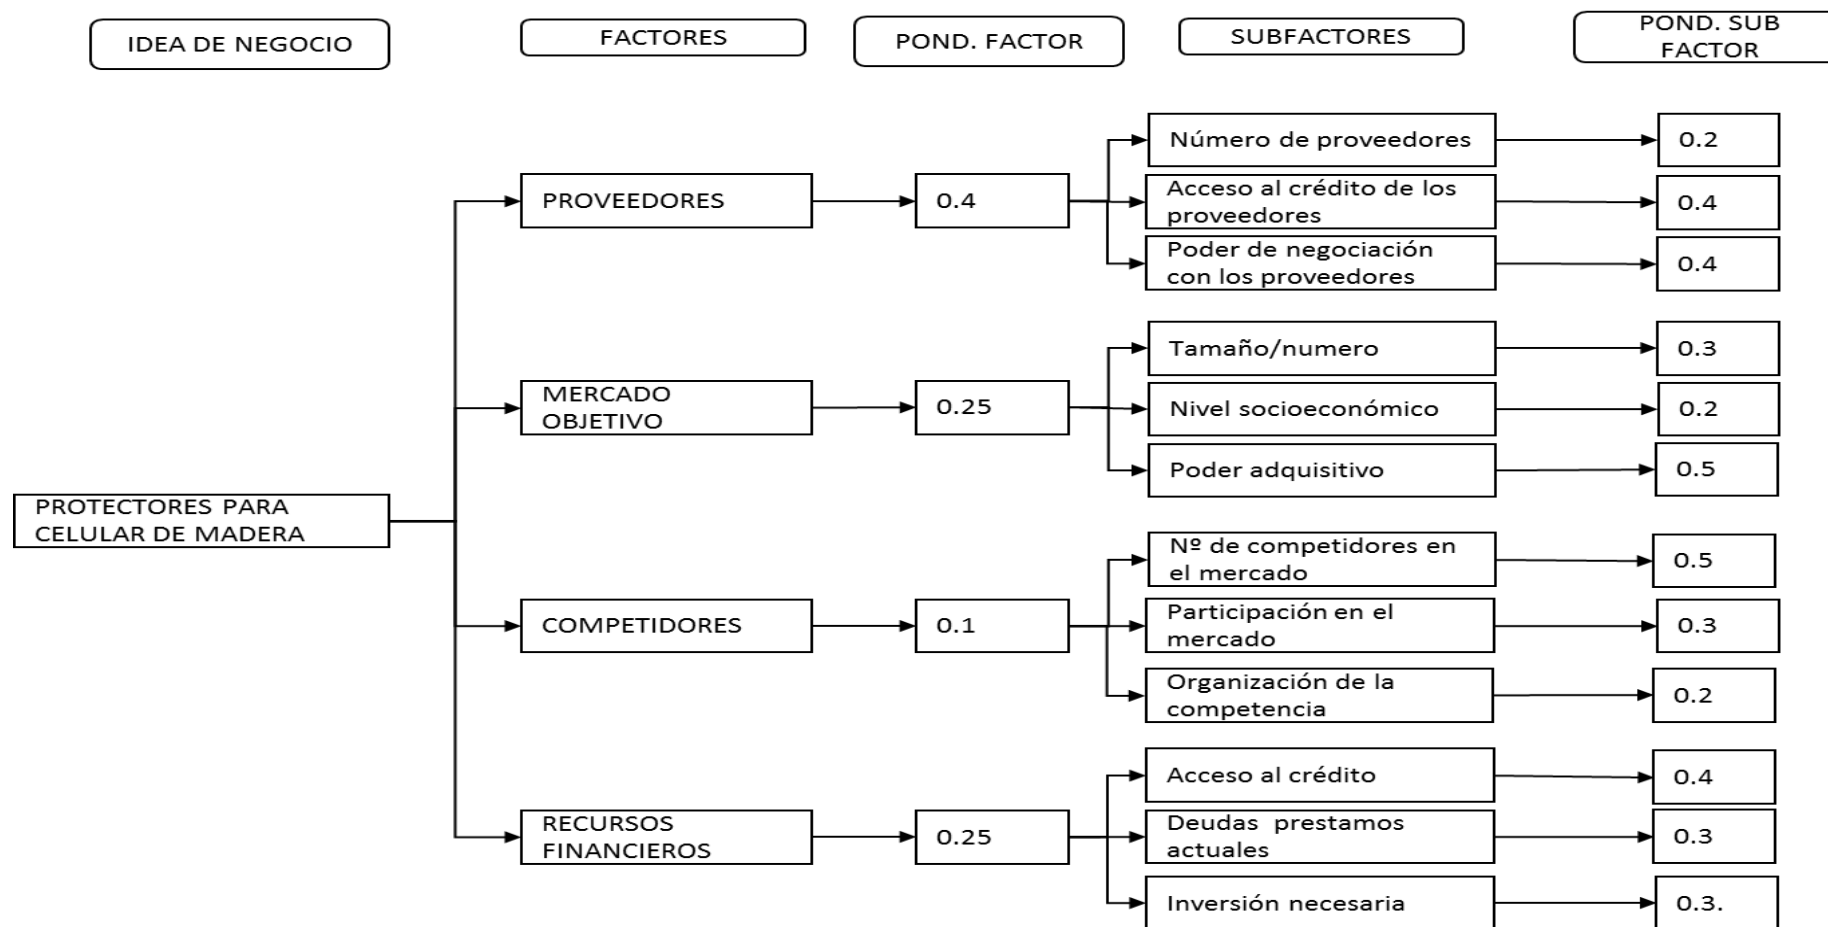 IDEA DE NEGOCIO
FACTORES
POND. FACTOR
SUBFACTORES
POND. SUB
FACTOR
PROTECTORES PARA
CELULAR DE MADERA
PROVEEDORES
0.4
Número de proveedores
0.2
Acceso al crédito de los
proveedores
0.4
Poder de negociación
con los proveedores
0.4
MERCADO
OBJETIVO
0.25
Tamaño/numero
0.3
Nivel socioeconómico
0.2
Poder adquisitivo
0.5
COMPETIDORES
0.1
Nº de competidores en
el mercado
0.5
Participación en el
mercado
0.3
Organización de la
competencia
0.2
RECURSOS
FINANCIEROS
0.25
Acceso al crédito
0.4
Deudas prestamos
actuales
0.3
Inversión necesaria
0.3.